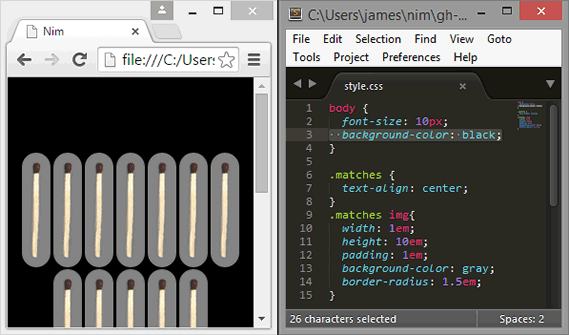 Nim
file:///C:/Users
C:\Users\james\nim\gh-
File Edit Selection Find View Goto
Tools Project Preferences Help
style.css
1 body {
2 font-size: 10px;
3 background-color: black;
4 }
5
6 .matches {
7 text-align: center;
8 }
9 .matches img{
10 width: 1em;
11 height: 10em;
12 padding: 1em;
13 background-color: gray;
14 border-radius: 1.5em;
15 }
26 characters selected
Spaces: 2